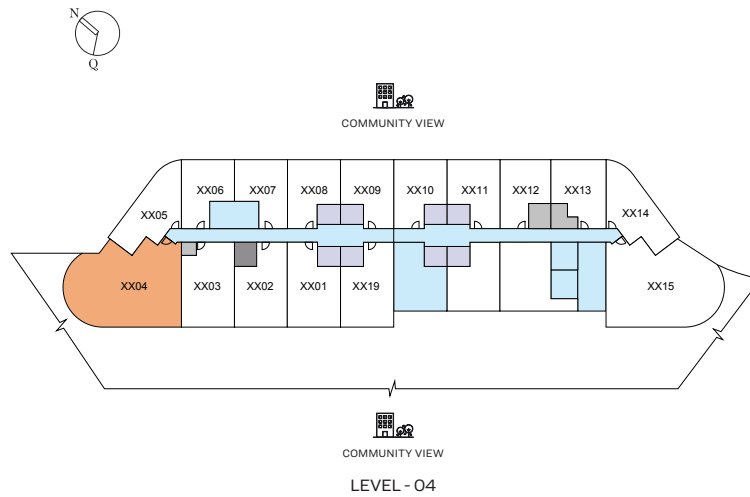 N
Q
COMMUNITY VIEW
XX06 XX07 XX08 XX09 XX10 XX11 XX12 XX13
XX05 XX14
XX04 XX03 XX02 XX01 XX19 XX15
COMMUNITY VIEW
LEVEL - 04